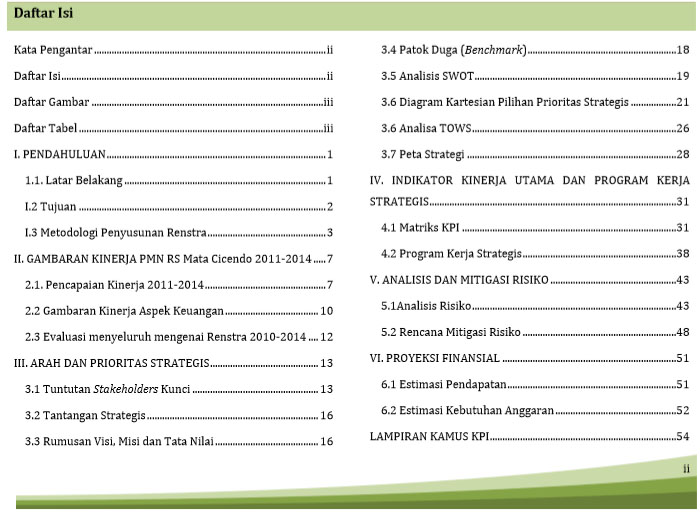 Daftar Isi
Kata Pengantar.......................................................................ii
Daftar Isi.................................................................................ii
Daftar Gambar .......................................................................iii
Daftar Tabel...........................................................................iii
I. PENDAHULUAN.................................................................. 1
1.1. Latar Belakang ............................................................. 1
I.2 Tujuan ............................................................................ 2
I.3 Metodologi Penyusunan Renstra.................................... 3
II. GAMBARAN KINERJA PMN RS Mata Cicendo 2011-2014 ..... 7
2.1. Pencapaian Kinerja 2011-2014..................................... 7
2.2 Gambaran Kinerja Aspek Keuangan............................. 10
2.3 Evaluasi menyeluruh mengenai Renstra 2010-2014 .... 12
III. ARAH DAN PRIORITAS STRATEGIS................................. 13
3.1 Tuntutan Stakeholders Kunci ...................................... 13
3.2 Tantangan Strategis..................................................... 16
3.3 Rumusan Visi, Misi dan Tata Nilai ................................ 16
3.4 Patok Duga (Benchmark).............................................18
3.5 Analisis SWOT.............................................................19
3.6 Diagram Kartesian Pilihan Prioritas Strategis ..............21
3.6 Analisa TOWS..............................................................26
3.7 Peta Strategi ...............................................................28
IV. INDIKATOR KINERJA UTAMA DAN PROGRAM KERJA
STRATEGIS.......................................................................31
4.1 Matriks KPI .................................................................31
4.2 Program Kerja Strategis...............................................38
V. ANALISIS DAN MITIGASI RISIKO .....................................43
5.1Analisis Risiko..............................................................43
5.2 Rencana Mitigasi Risiko ..............................................48
VI. PROYEKSI FINANSIAL ...................................................51
6.1 Estimasi Pendapatan...................................................51
6.2 Estimasi Kebutuhan Anggaran.....................................52
LAMPIRAN KAMUS KPI......................................................54
ii